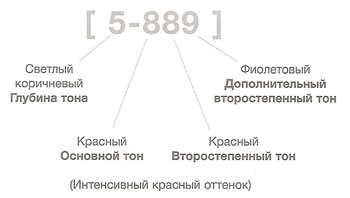 [ 5-889 ]
Светлый
коричневый
Глубина тона
Фиолетовый
Дополнительный
второстепенный тон
Красный
Основной тон
Красный
Второстепенный тон
(Интенсивный красный оттенок)